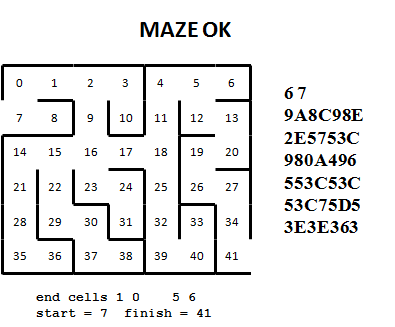 MAZE OK
0 1 2 3 4 5 6
7 8 9 10 11 12 13
14 15 16 17 18 19 20
21 22 23 24 25 26 27
28 29 30 31 32 33 34
35 36 37 38 39 40 41
6 7
9A8C98E
2E5753C
980A496
553C53C
53C75D5
3E3E363
end cells 1 0 5 6
start = 7 finish = 41